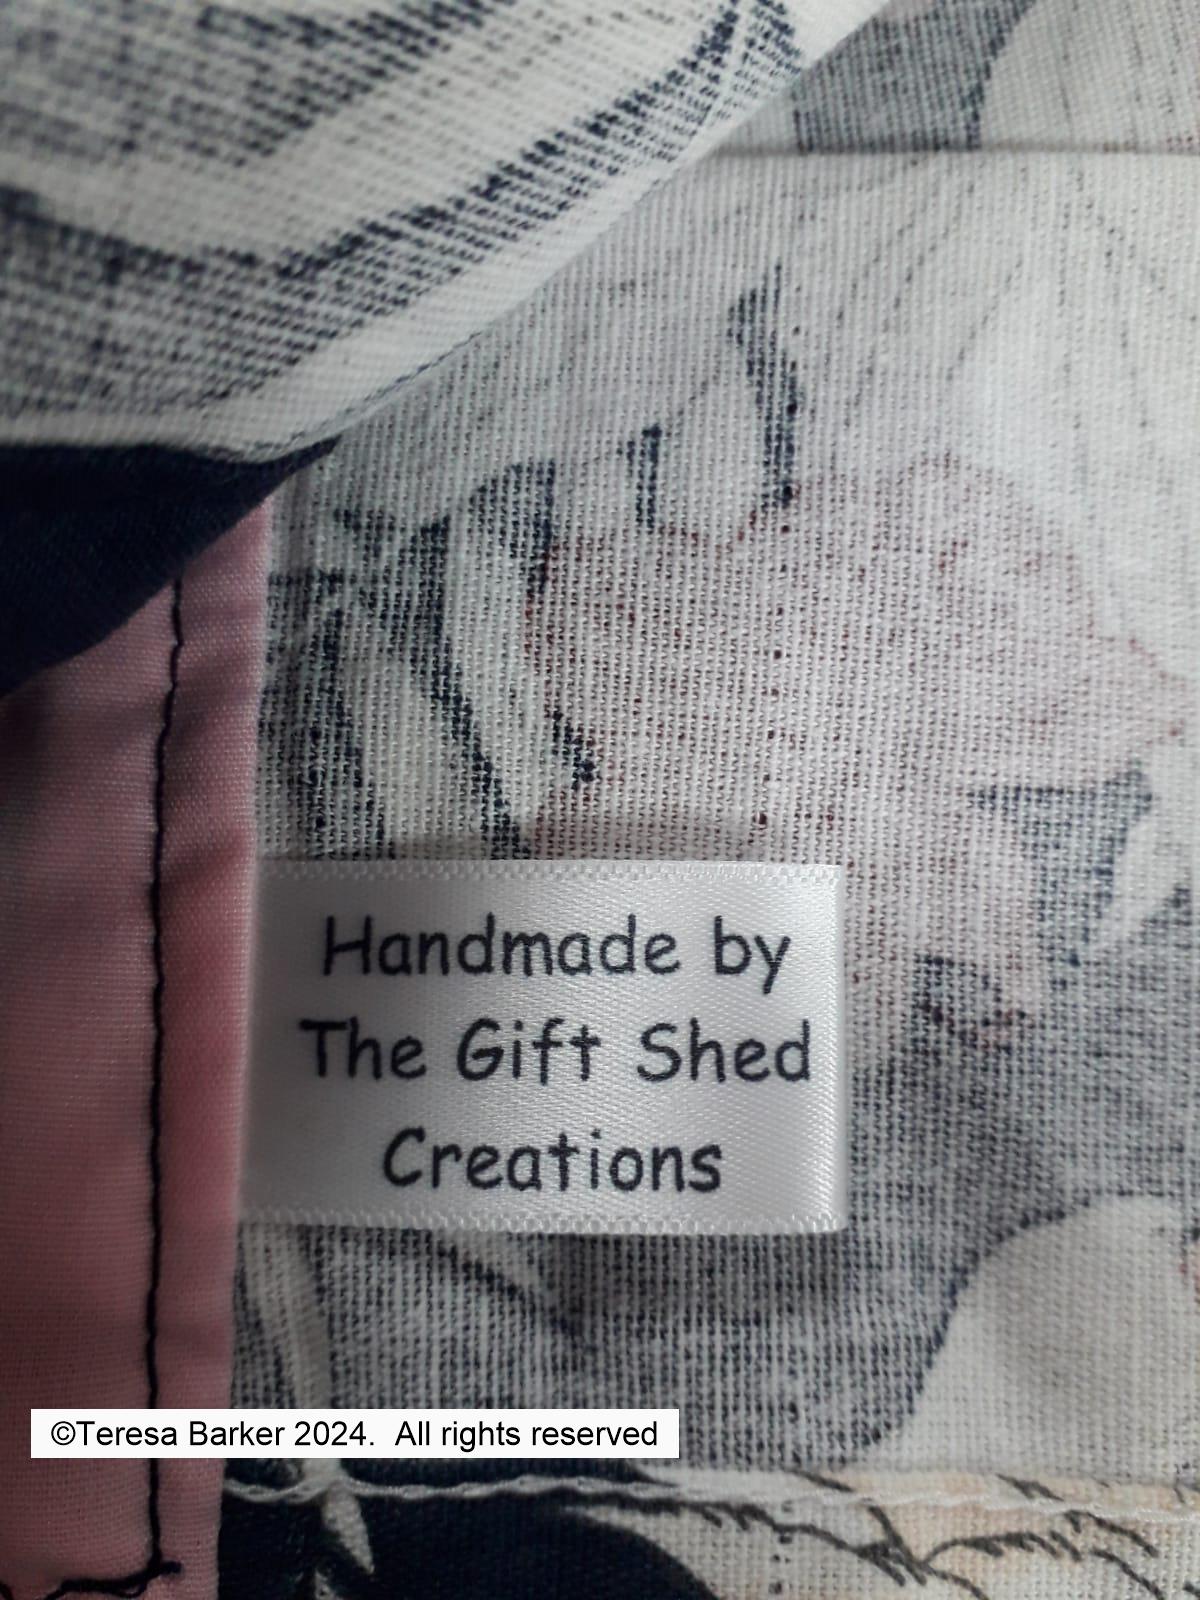 Handmade by
The Gift Shed
Creations
©Teresa Barker 2024.  All rights reserved